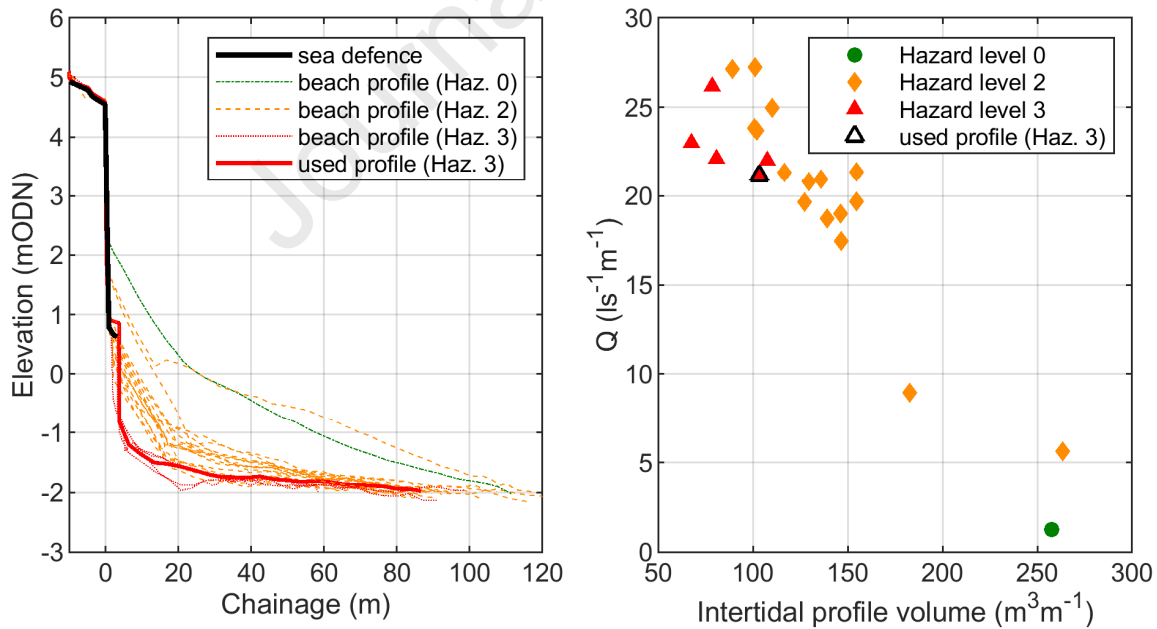 Journa
sea defence
beach profile (Haz. 0)
beach profile (Haz. 2)
beach profile (Haz. 3)
used profile (Haz. 3)
6
5
4
3
2
1
0
-1
-2
-3
Elevation (mODN)
0
20
40
60
80
100
120
Chainage (m)
Hazard level 0
Hazard level 2
Hazard level 3
used profile (Haz. 3)
30
25
20
15
10
5
0
Q (ls⁻¹m⁻¹)
50
100
150
200
250
300
Intertidal profile volume (m³m⁻¹)